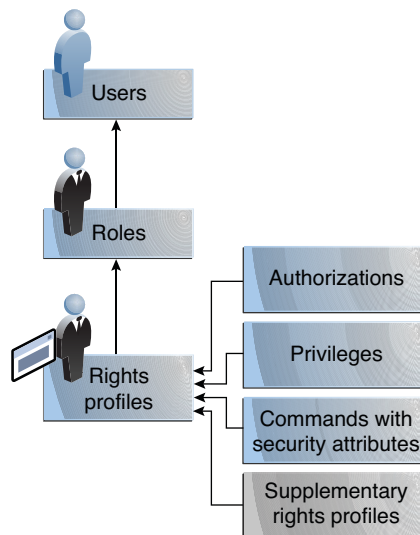 Users
Roles
Rights
profiles
Authorizations
Privileges
Commands with
security attributes
Supplementary
rights profiles